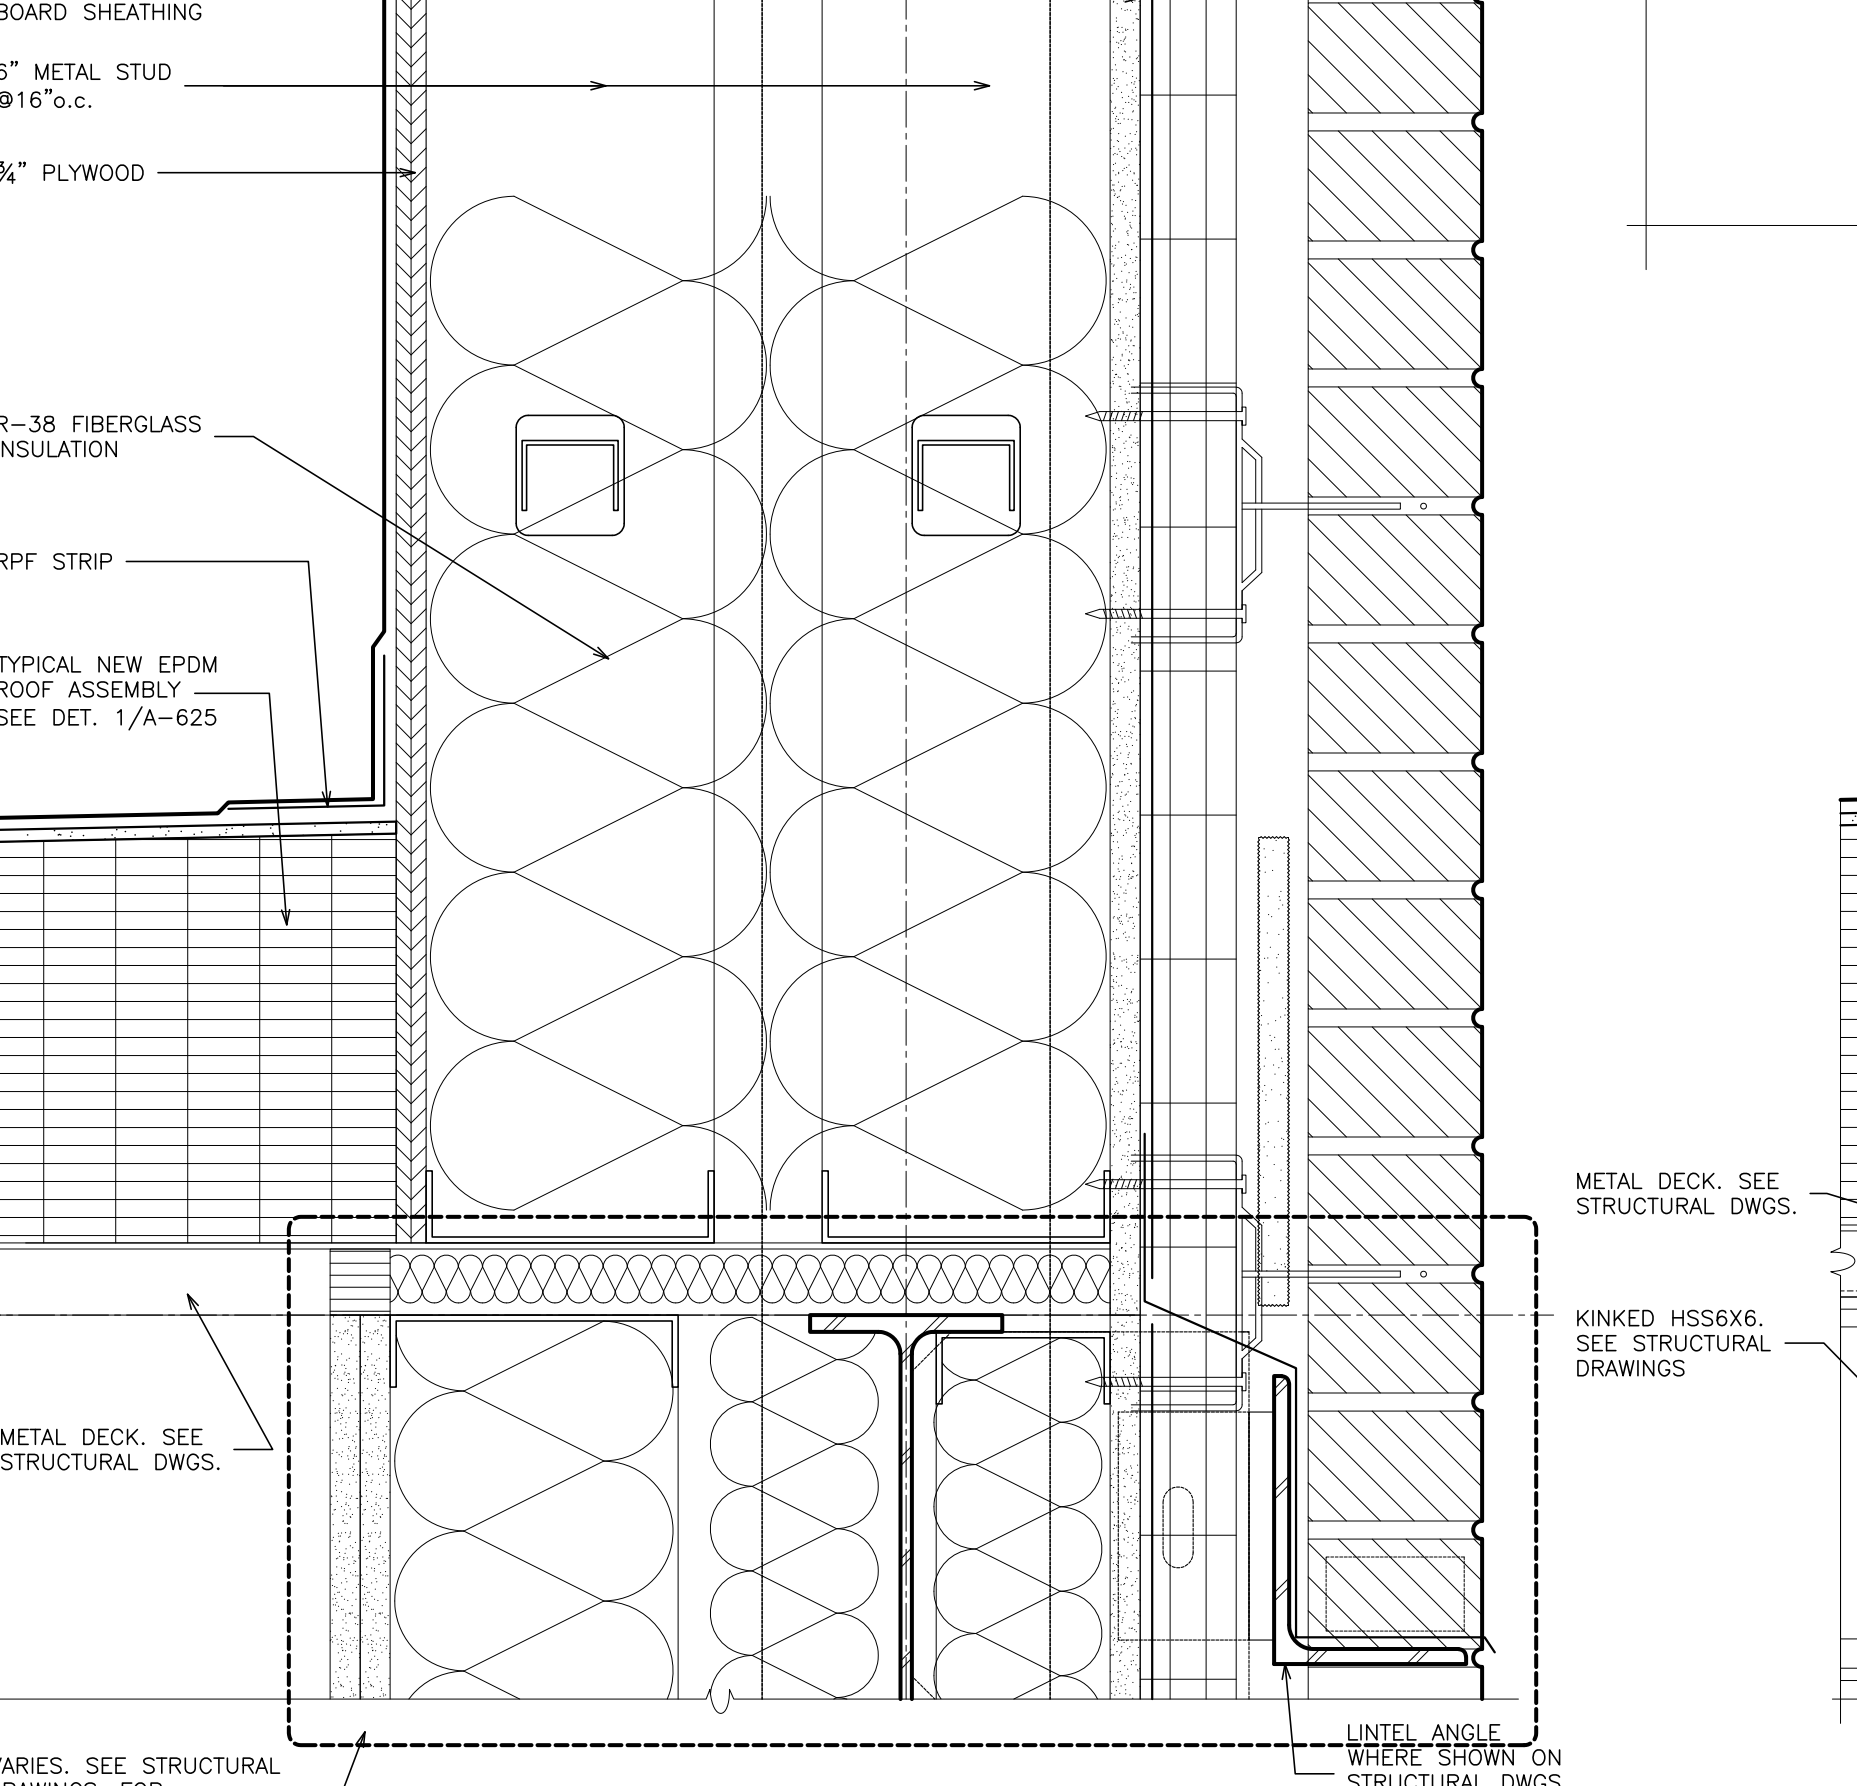 BOARD SHEATHING
6" METAL STUD
@16"o.c.
¾" PLYWOOD
R-38 FIBERGLASS
INSULATION
RPF STRIP
TYPICAL NEW EPDM
ROOF ASSEMBLY
SEE DET. 1/A-625
METAL DECK. SEE
STRUCTURAL DWGS.
VARIES. SEE STRUCTURAL
DRAWINGS FOR
METAL DECK. SEE
STRUCTURAL DWGS.
KINKED HSS6X6.
SEE STRUCTURAL
DRAWINGS
LINTEL ANGLE
WHERE SHOWN ON
STRUCTURAL DWGS